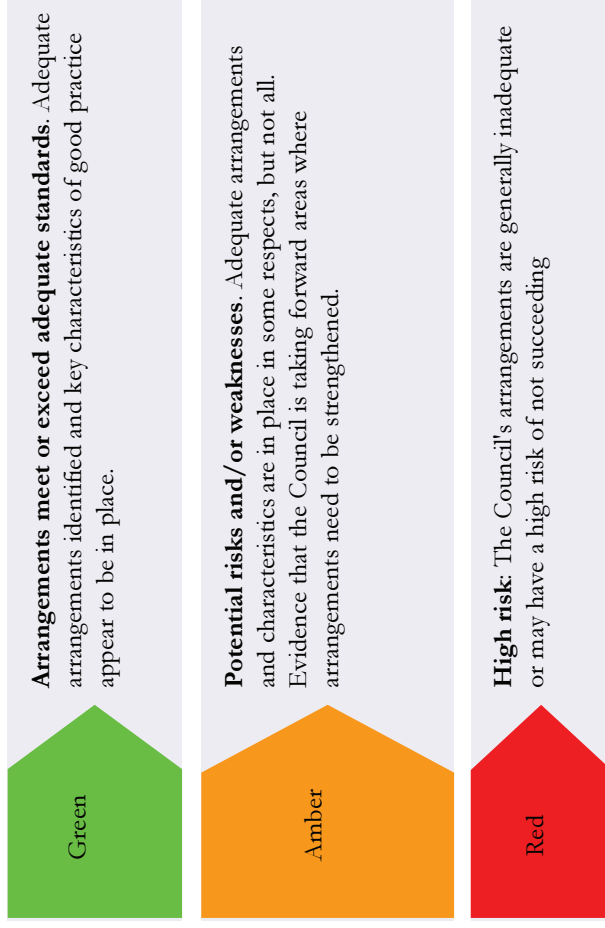 Green
Arrangements meet or exceed adequate standards. Adequate
arrangements identified and key characteristics of good practice
appear to be in place.
Amber
Potential risks and/or weaknesses. Adequate arrangements
and characteristics are in place in some respects, but not all.
Evidence that the Council is taking forward areas where
arrangements need to be strengthened.
Red
High risk: The Council's arrangements are generally inadequate
or may have a high risk of not succeeding